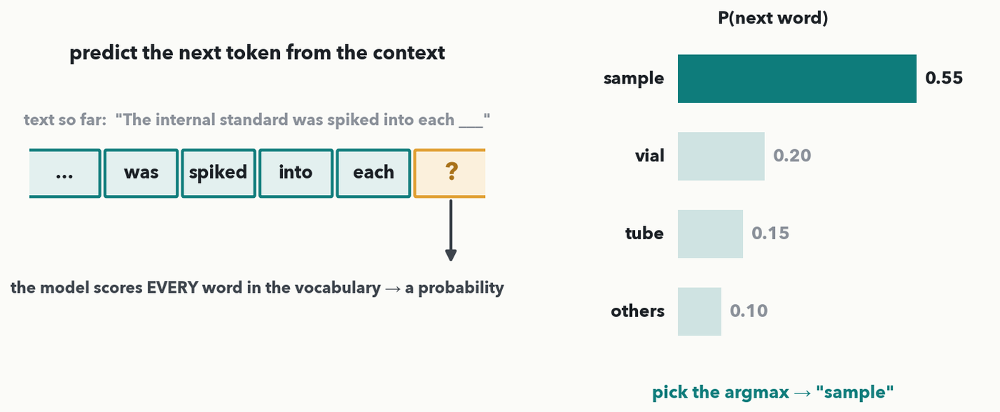 predict the next token from the context
text so far: "The internal standard was spiked into each ___"
... was spiked into each ?
the model scores EVERY word in the vocabulary → a probability
P(next word)
sample 0.55
vial 0.20
tube 0.15
others 0.10
pick the argmax → "sample"